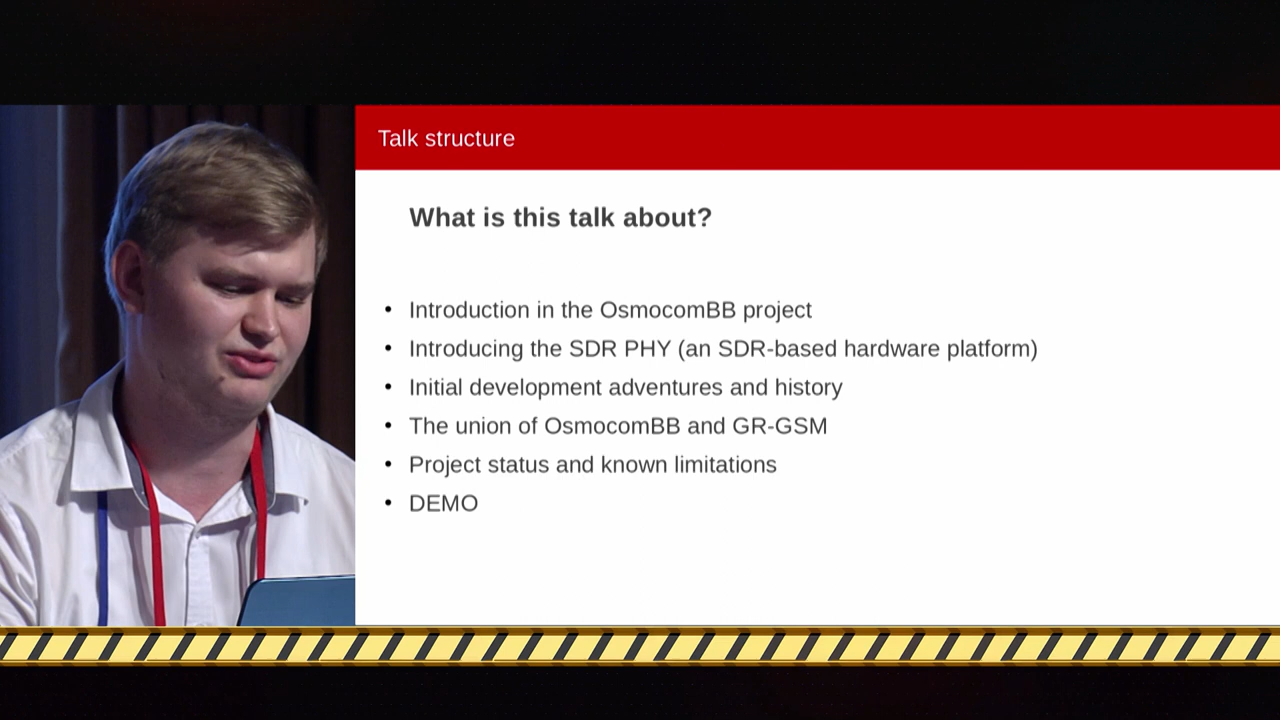 Talk structure
What is this talk about?
• Introduction in the OsmocomBB project
• Introducing the SDR PHY (an SDR-based hardware platform)
• Initial development adventures and history
• The union of OsmocomBB and GR-GSM
• Project status and known limitations
• DEMO